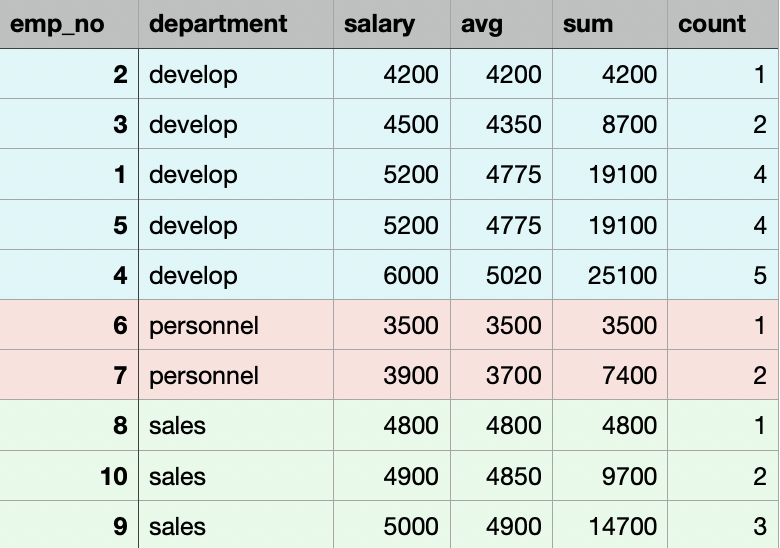 emp_no department salary avg sum count
2 develop 4200 4200 4200 1
3 develop 4500 4350 8700 2
1 develop 5200 4775 19100 4
5 develop 5200 4775 19100 4
4 develop 6000 5020 25100 5
6 personnel 3500 3500 3500 1
7 personnel 3900 3700 7400 2
8 sales 4800 4800 4800 1
10 sales 4900 4850 9700 2
9 sales 5000 4900 14700 3